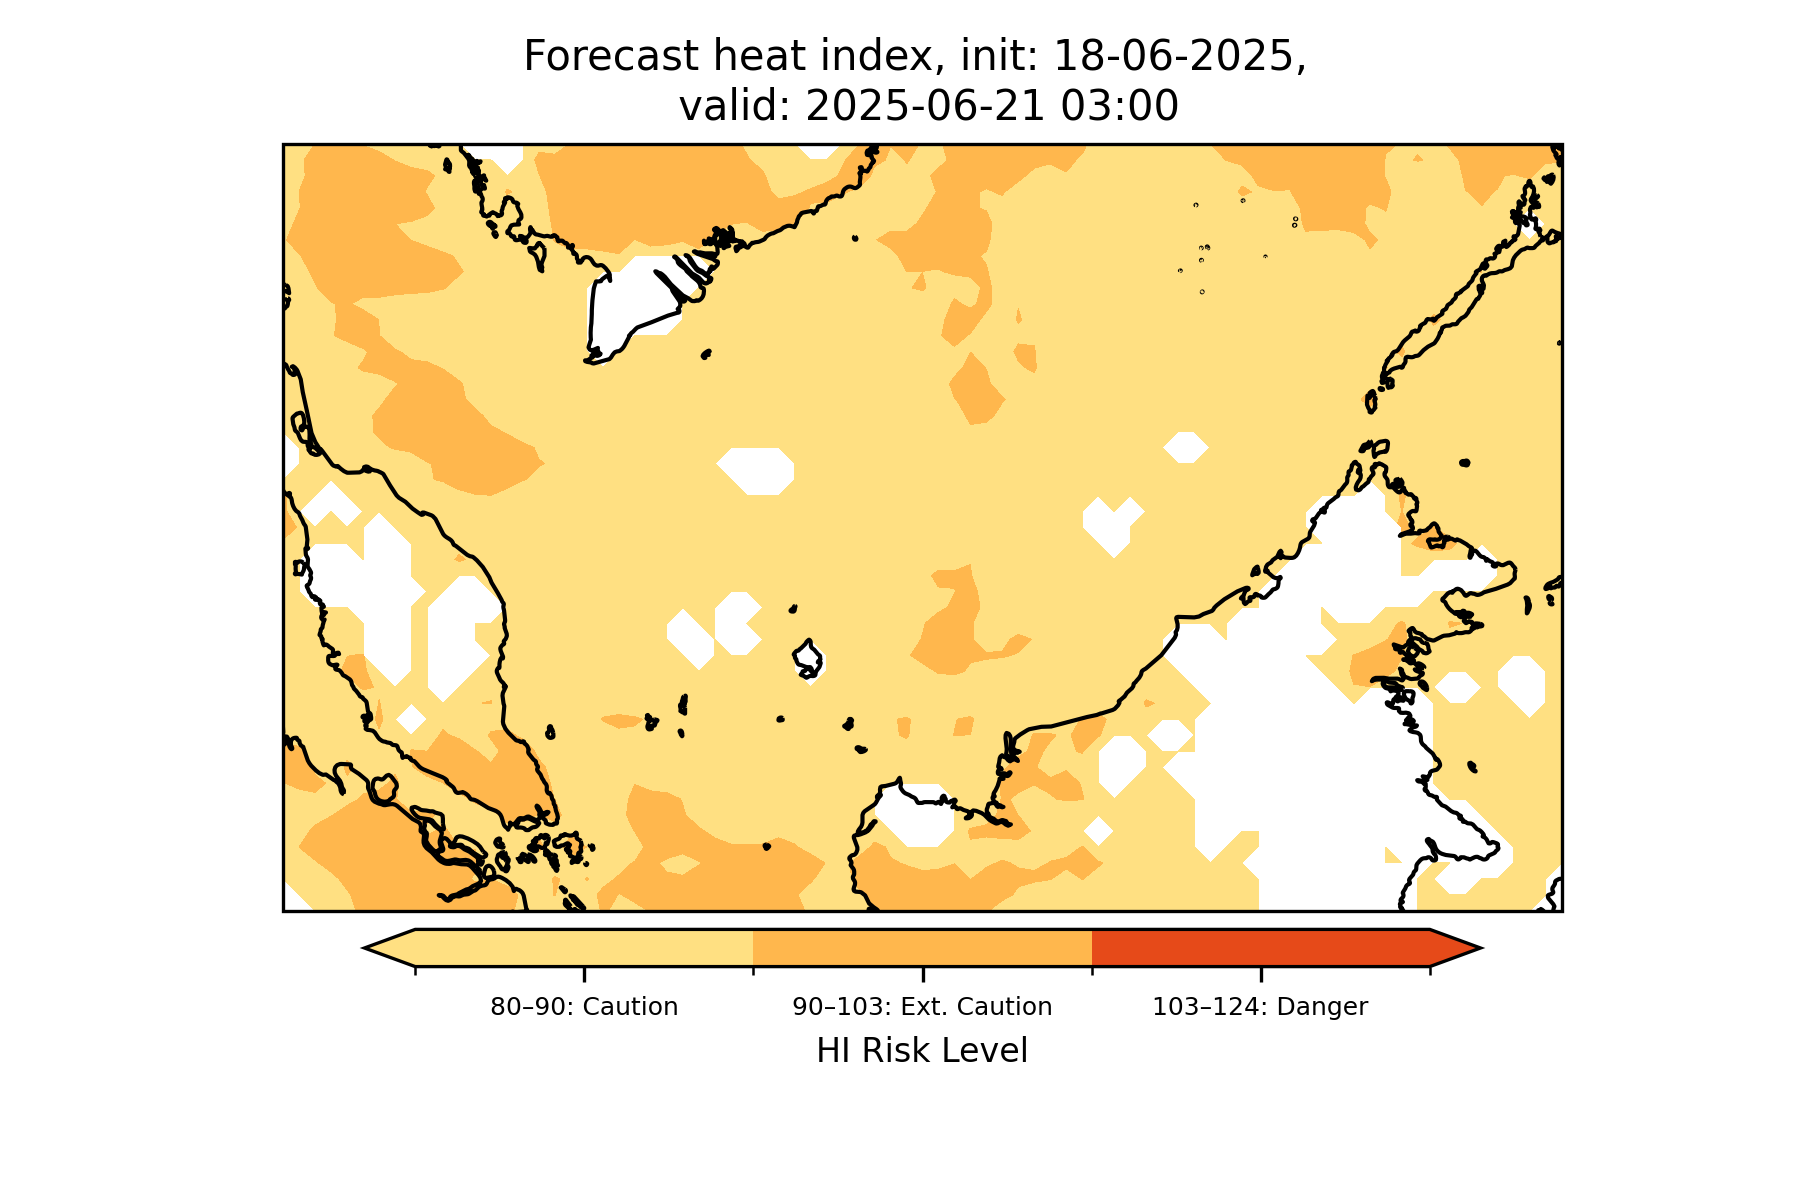 Forecast heat index, init: 18-06-2025,
valid: 2025-06-21 03:00
80–90: Caution
90–103: Ext. Caution
103–124: Danger
HI Risk Level